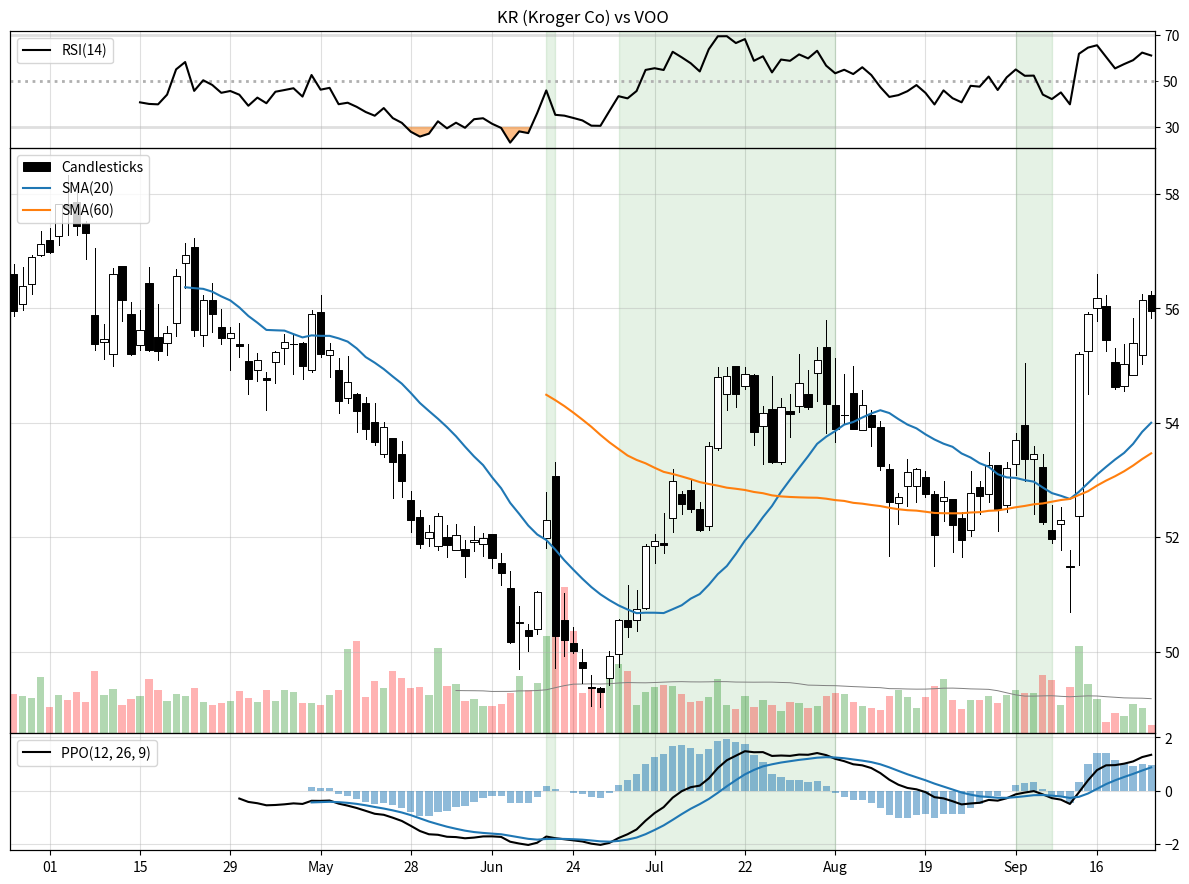 KR (Kroger Co) vs VOO
RSI(14)
70
50
30
Candlesticks
SMA(20)
SMA(60)
58
56
54
52
50
PPO(12, 26, 9)
2
0
−2
01 15 29 May 28 Jun 24 Jul 22 Aug 19 Sep 16